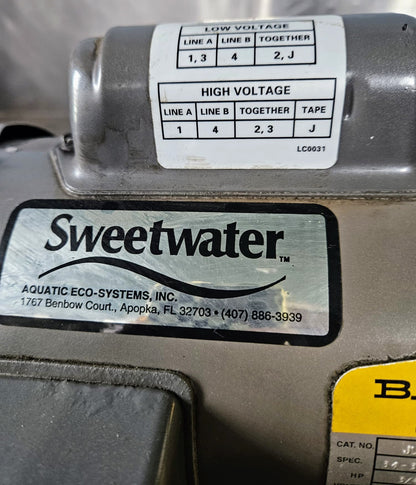 LOW VOLTAGE
LINE A LINE B TOGETHER
1, 3 4 2, J
HIGH VOLTAGE
LINE A LINE B TOGETHER TAPE
1 4 2, 3 J
LC0031
Sweetwater™
AQUATIC ECO-SYSTEMS, INC.
1767 Benbow Court., Apopka, FL 32703 • (407) 886-3939
CAT. NO.
SPEC.
HP